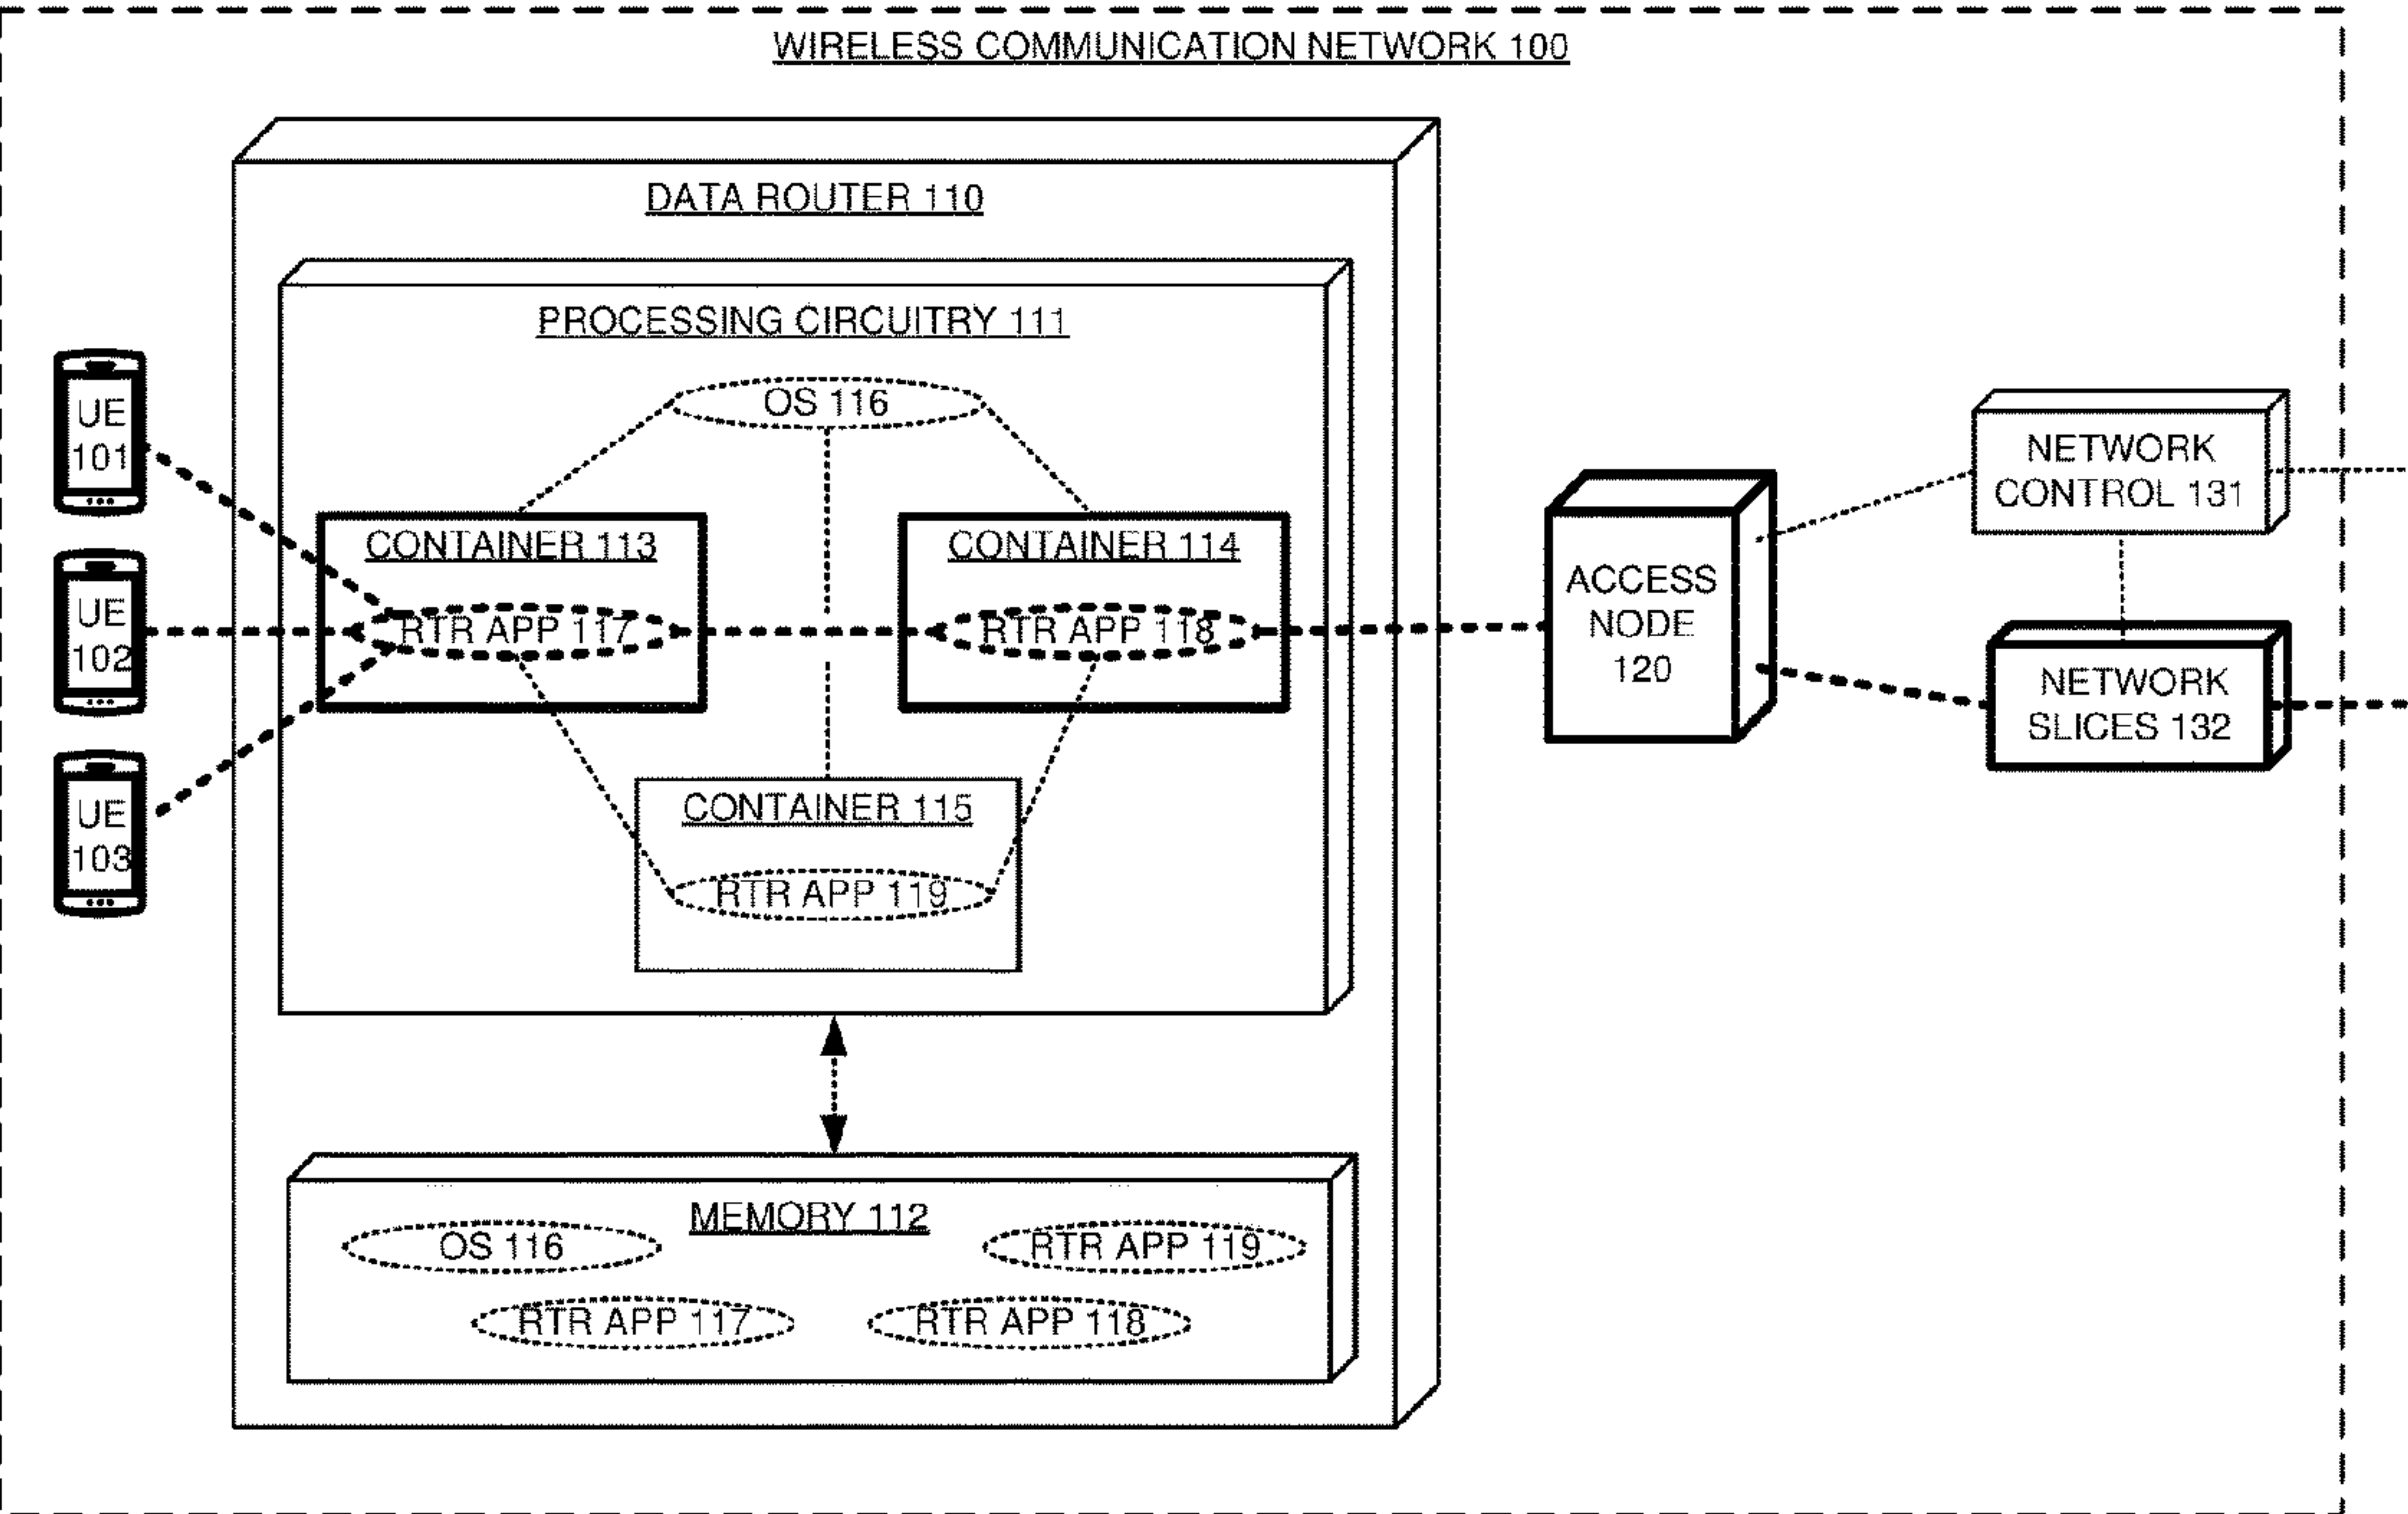 WIRELESS COMMUNICATION NETWORK 100
DATA ROUTER 110
PROCESSING CIRCUITRY 111
OS 116
UE
101
UE
102
UE
103
CONTAINER 113
RTR APP 117
CONTAINER 114
RTR APP 118
CONTAINER 115
RTR APP 119
ACCESS
NODE
120
NETWORK
CONTROL 131
NETWORK
SLICES 132
MEMORY 112
OS 116
RTR APP 119
RTR APP 117
RTR APP 118